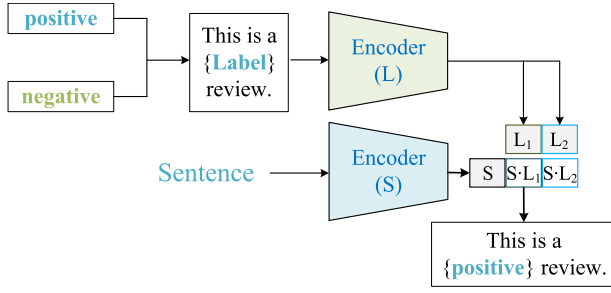 positive
negative
This is a
{Label}
review.
Encoder
(L)
L₁ L₂
Sentence
Encoder
(S)
S S·L₁ S·L₂
This is a
{positive} review.